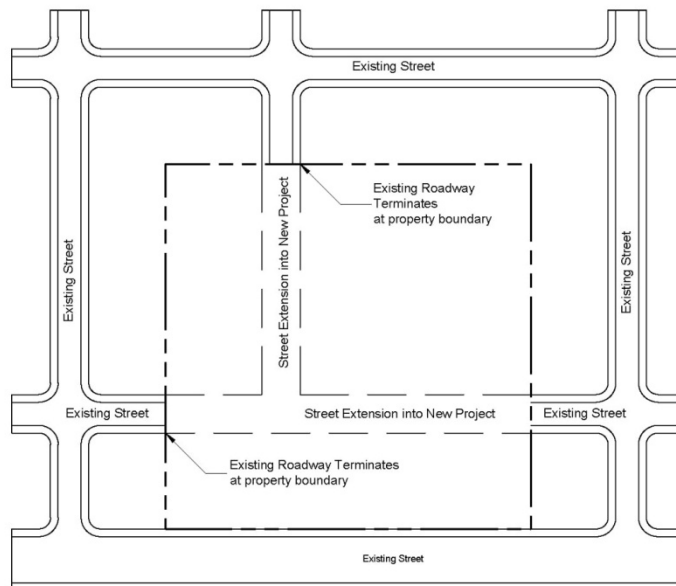 Existing Street
Existing Roadway
Terminates
at property boundary
Street Extension into New Project
Existing Street
Existing Street
Existing Street
Street Extension into New Project
Existing Street
Existing Roadway Terminates
at property boundary
Existing Street